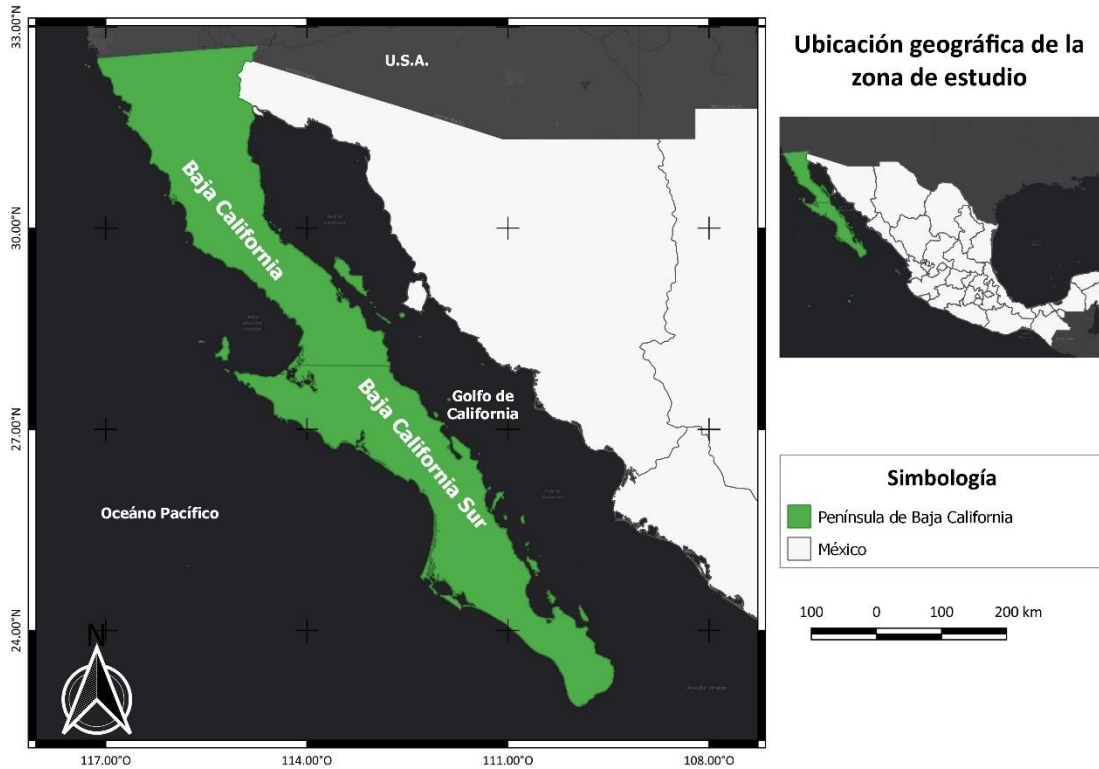 Ubicación geográfica de la
zona de estudio
33.00°N
30.00°N
27.00°N
24.00°N
U.S.A.
Baja California
Baja California Sur
Golfo de
California
Océano Pacífico
N
117.00°O
114.00°O
111.00°O
108.00°O
Simbología
Península de Baja California
México
100 0 100 200 km